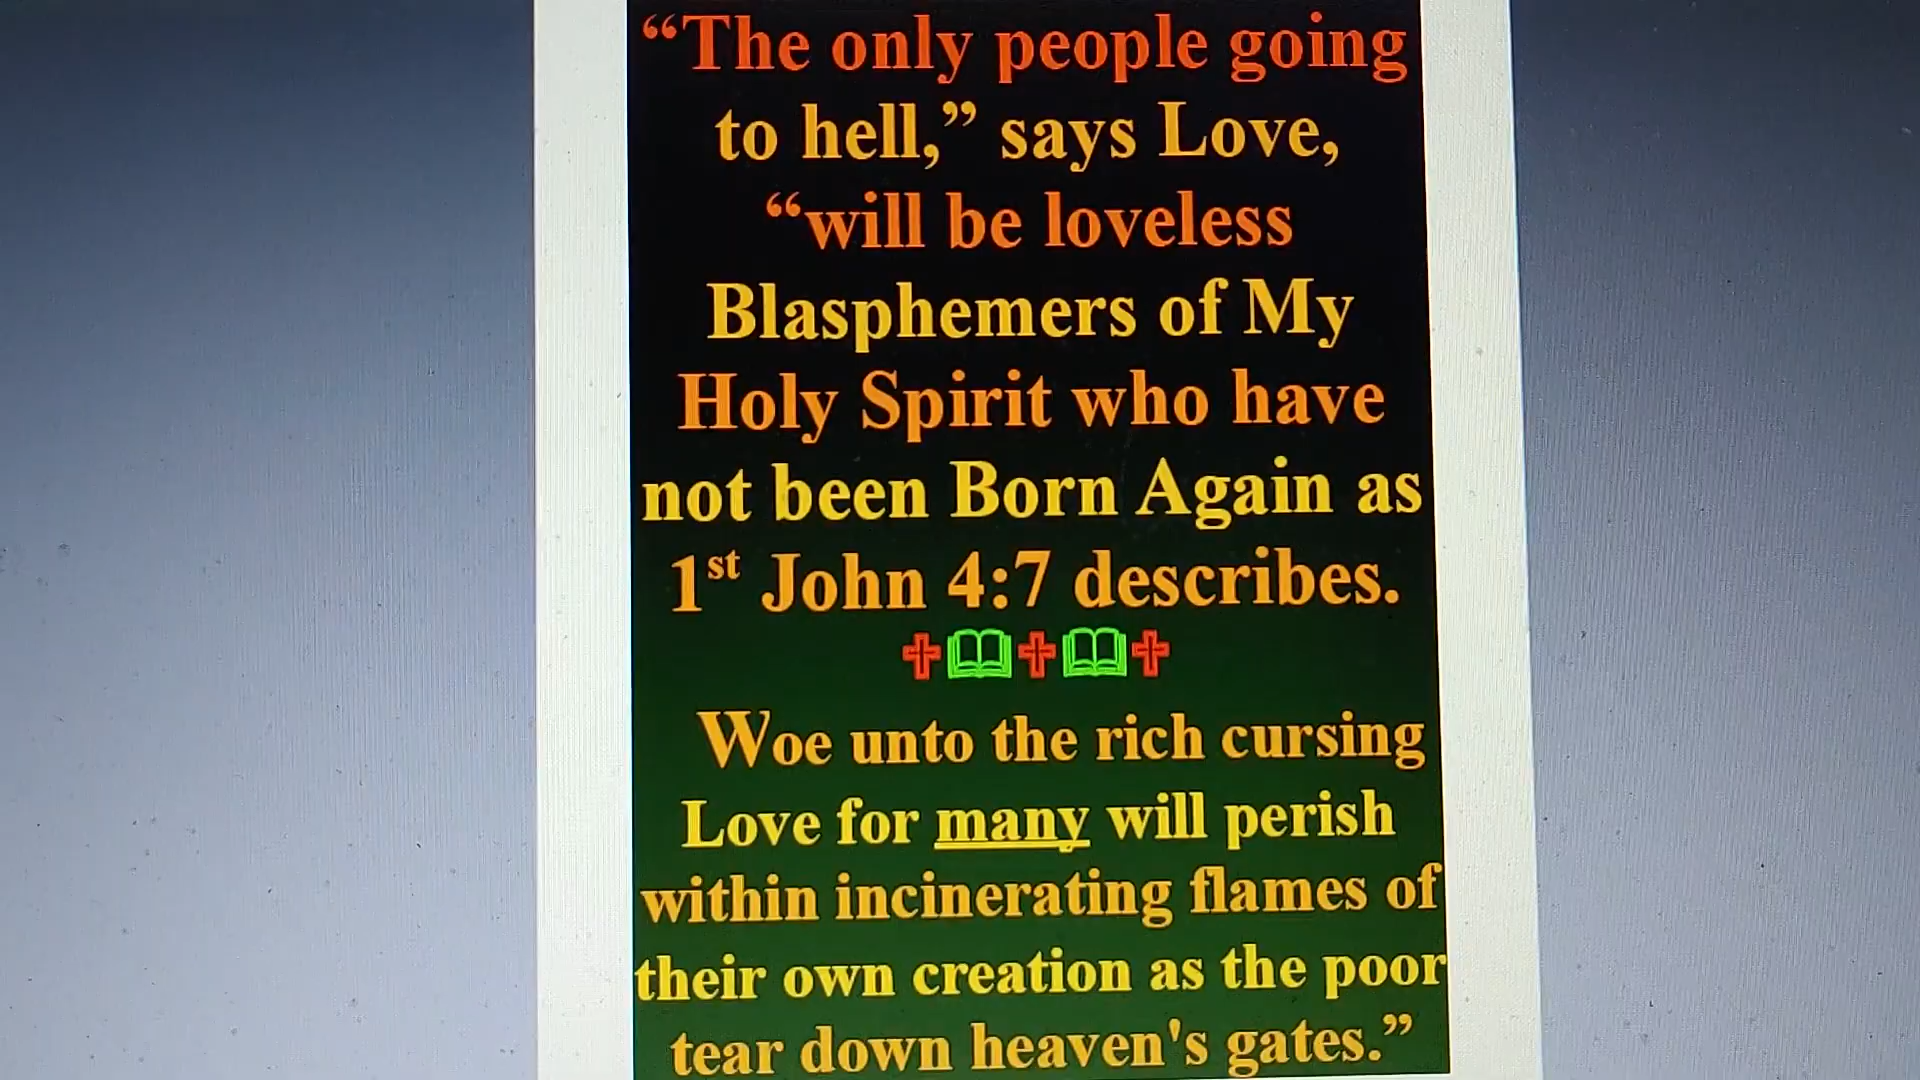 “The only people going
to hell,” says Love,
“will be loveless
Blasphemers of My
Holy Spirit who have
not been Born Again as
1st John 4:7 describes.
Woe unto the rich cursing
Love for many will perish
within incinerating flames of
their own creation as the poor
tear down heaven's gates.”